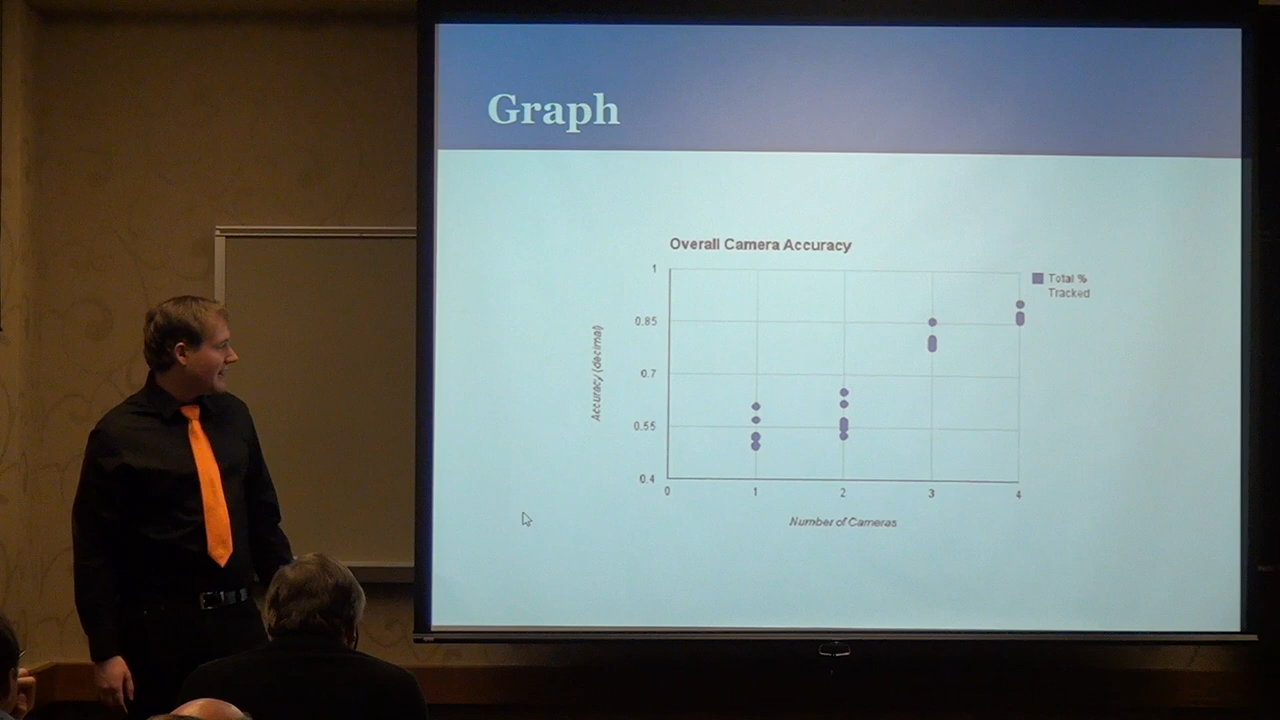 Graph
Overall Camera Accuracy
Total %
Tracked
Accuracy (decimal)
1
0.85
0.7
0.55
0.4
0
1
2
3
4
Number of Cameras